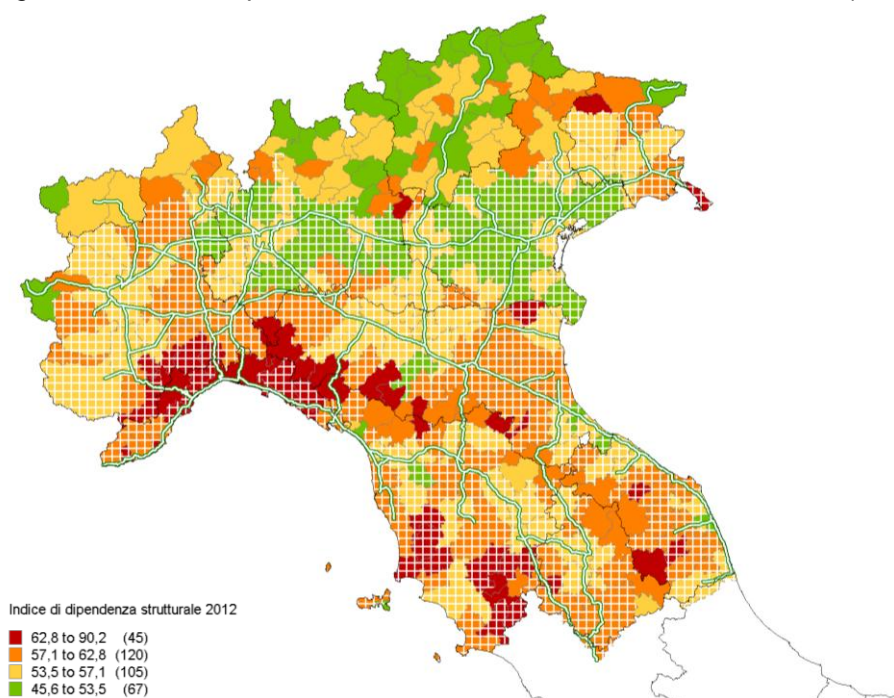 Indice di dipendenza strutturale 2012
62,8 to 90,2 (45)
57,1 to 62,8 (120)
53,5 to 57,1 (105)
45,6 to 53,5 (67)